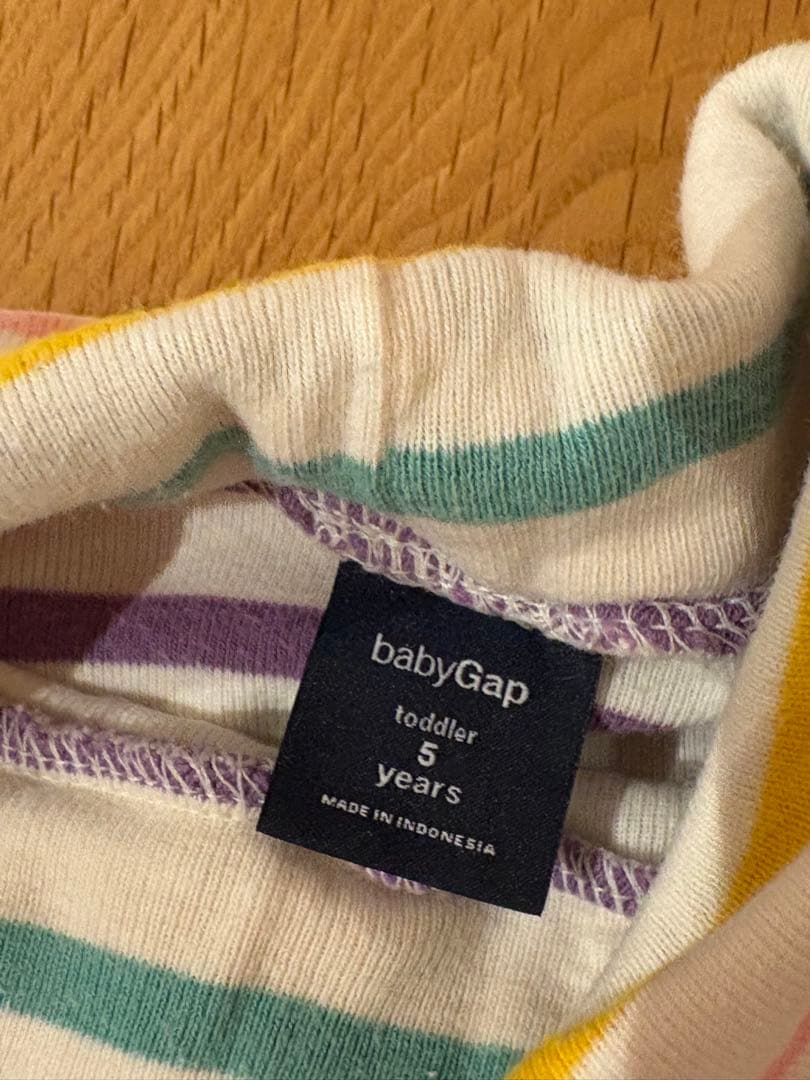 babyGap
toddler
5
years
MADE IN INDONESIA